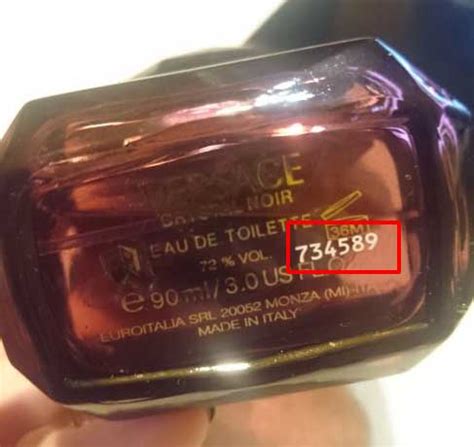 VERSACE
CRYSTAL NOIR
EAU DE TOILETTE
36M
72 % VOL.
734589
e 90 ml/ 3.0 US FL
EUROITALIA SRL 20052 MONZA (MI)-ITA
MADE IN ITALY